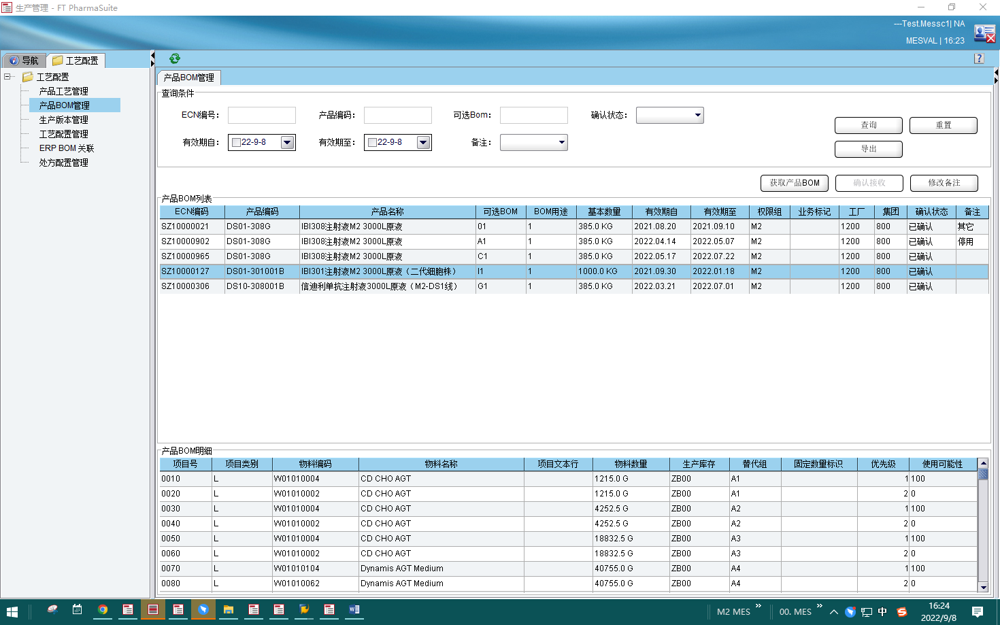 生产管理 - FT PharmaSuite
---Test.Messc1| NA
MESVAL | 16:23
导航 工艺配置
工艺配置
产品工艺管理
产品BOM管理
生产版本管理
工艺配置管理
ERP BOM 关联
处方配置管理
产品BOM管理
查询条件
ECN编号: 产品编码: 可选Bom: 确认状态:
有效期自: 22-9-8 有效期至: 22-9-8 备注:
查询 重置
导出
获取产品BOM 确认接收 修改备注
产品BOM列表
ECN编码 产品编码 产品名称 可选BOM BOM用途 基本数量 有效期自 有效期至 权限组 业务标记 工厂 集团 确认状态 备注
SZ10000021 DS01-308G IBI308注射液M2 3000L原液 01 1 385.0 KG 2021.08.20 2021.09.10 M2 1200 800 已确认 其它
SZ10000902 DS01-308G IBI308注射液M2 3000L原液 A1 1 385.0 KG 2022.04.14 2022.05.07 M2 1200 800 已确认 停用
SZ10000965 DS01-308G IBI308注射液M2 3000L原液 C1 1 385.0 KG 2022.05.17 2022.07.22 M2 1200 800 已确认
SZ10000127 DS01-301001B IBI301注射液M2 3000L原液（二代细胞株） I1 1 1000.0 KG 2021.09.30 2022.01.18 M2 1200 800 已确认
SZ10000306 DS10-308001B 信迪利单抗注射液3000L原液（M2-DS1线） G1 1 385.0 KG 2022.03.21 2022.07.01 M2 1200 800 已确认
产品BOM明细
项目号 项目类别 物料编码 物料名称 项目文本行 物料数量 生产库存 替代组 固定数量标识 优先级 使用可能性
0010 L W01010004 CD CHO AGT 1215.0 G ZB00 A1 1 100
0020 L W01010002 CD CHO AGT 1215.0 G ZB00 A1 2 0
0030 L W01010004 CD CHO AGT 4252.5 G ZB00 A2 1 100
0040 L W01010002 CD CHO AGT 4252.5 G ZB00 A2 2 0
0050 L W01010004 CD CHO AGT 18832.5 G ZB00 A3 1 100
0060 L W01010002 CD CHO AGT 18832.5 G ZB00 A3 2 0
0070 L W01010104 Dynamis AGT Medium 40755.0 G ZB00 A4 1 100
0080 L W01010062 Dynamis AGT Medium 40755.0 G ZB00 A4 2 0
M2 MES 00. MES 中 16:24
2022/9/8